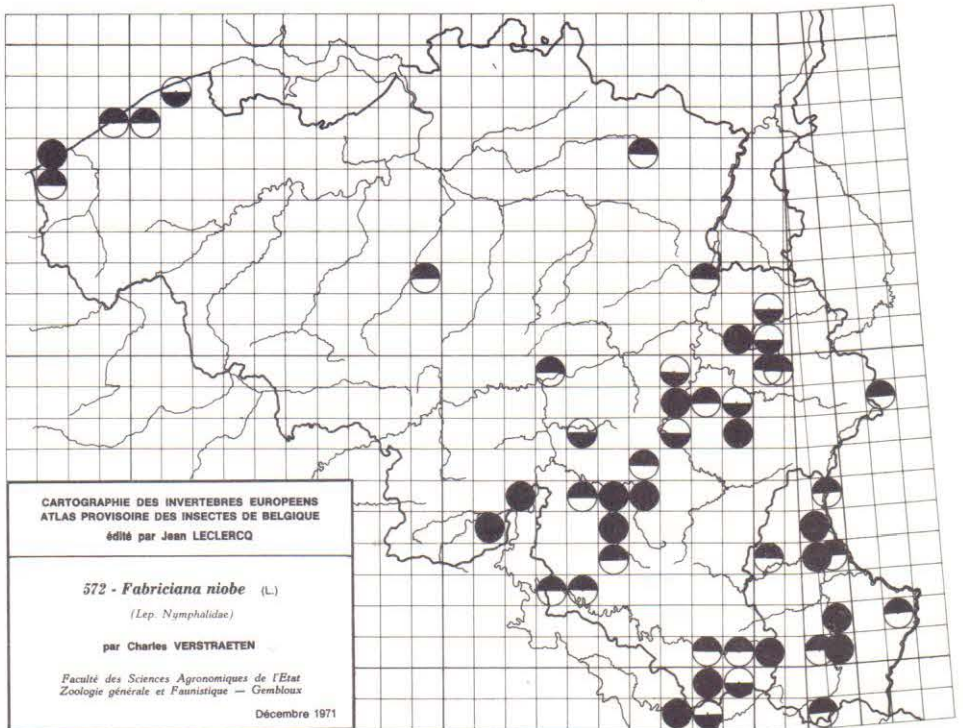 CARTOGRAPHIE DES INVERTEBRES EUROPEENS
ATLAS PROVISOIRE DES INSECTES DE BELGIQUE
édité par Jean LECLERCQ
572 - Fabriciana niobe (L.)
(Lep. Nymphalidae)
par Charles VERSTRAETEN
Faculté des Sciences Agronomiques de l'Etat
Zoologie générale et Faunistique — Gembloux
Décembre 1971